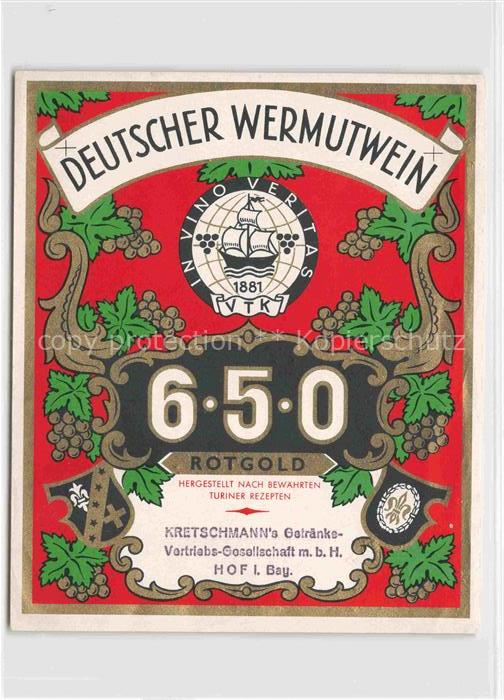 DEUTSCHER WERMUTWEIN
IN VINO VERITAS
1881
VTK
copy protection ** Kopierschutz
6·5·0
ROTGOLD
HERGESTELLT NACH BEWÄHRTEN
TURINER REZEPTEN
KRETSCHMANN's Getränke-
Vertriebs-Gesellschaft m. b. H.
HOF i. Bay.